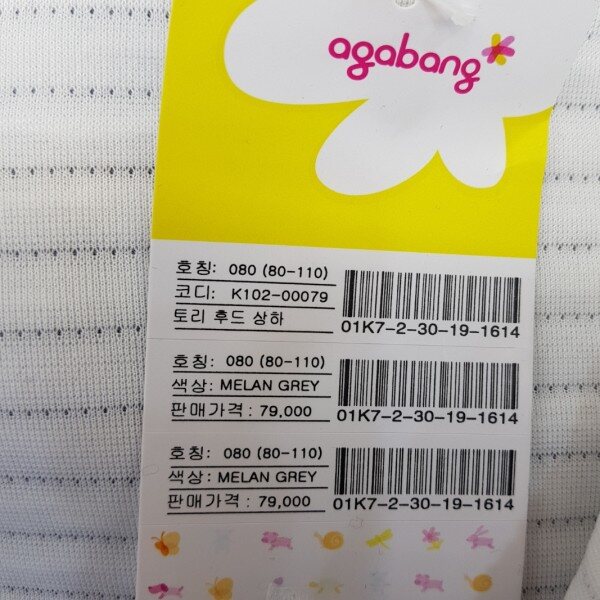 agabang
호칭: 080 (80-110)
코디: K102-00079
토리 후드 상하
01K7-2-30-19-1614
호칭: 080 (80-110)
색상: MELAN GREY
판매가격: 79,000
01K7-2-30-19-1614
호칭: 080 (80-110)
색상: MELAN GREY
판매가격: 79,000
01K7-2-30-19-1614